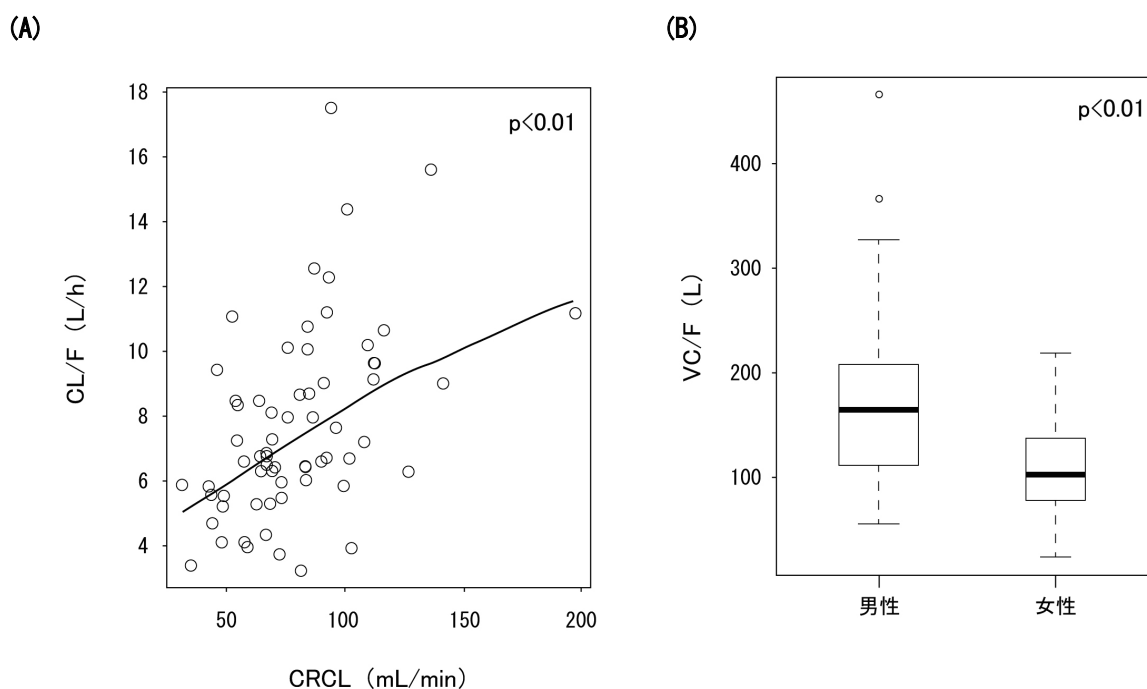 (A)
18
16
14
12
10
8
6
4
CL/F (L/h)
p<0.01
50
100
150
200
CRCL (mL/min)
(B)
400
300
200
100
VC/F (L)
p<0.01
男性
女性